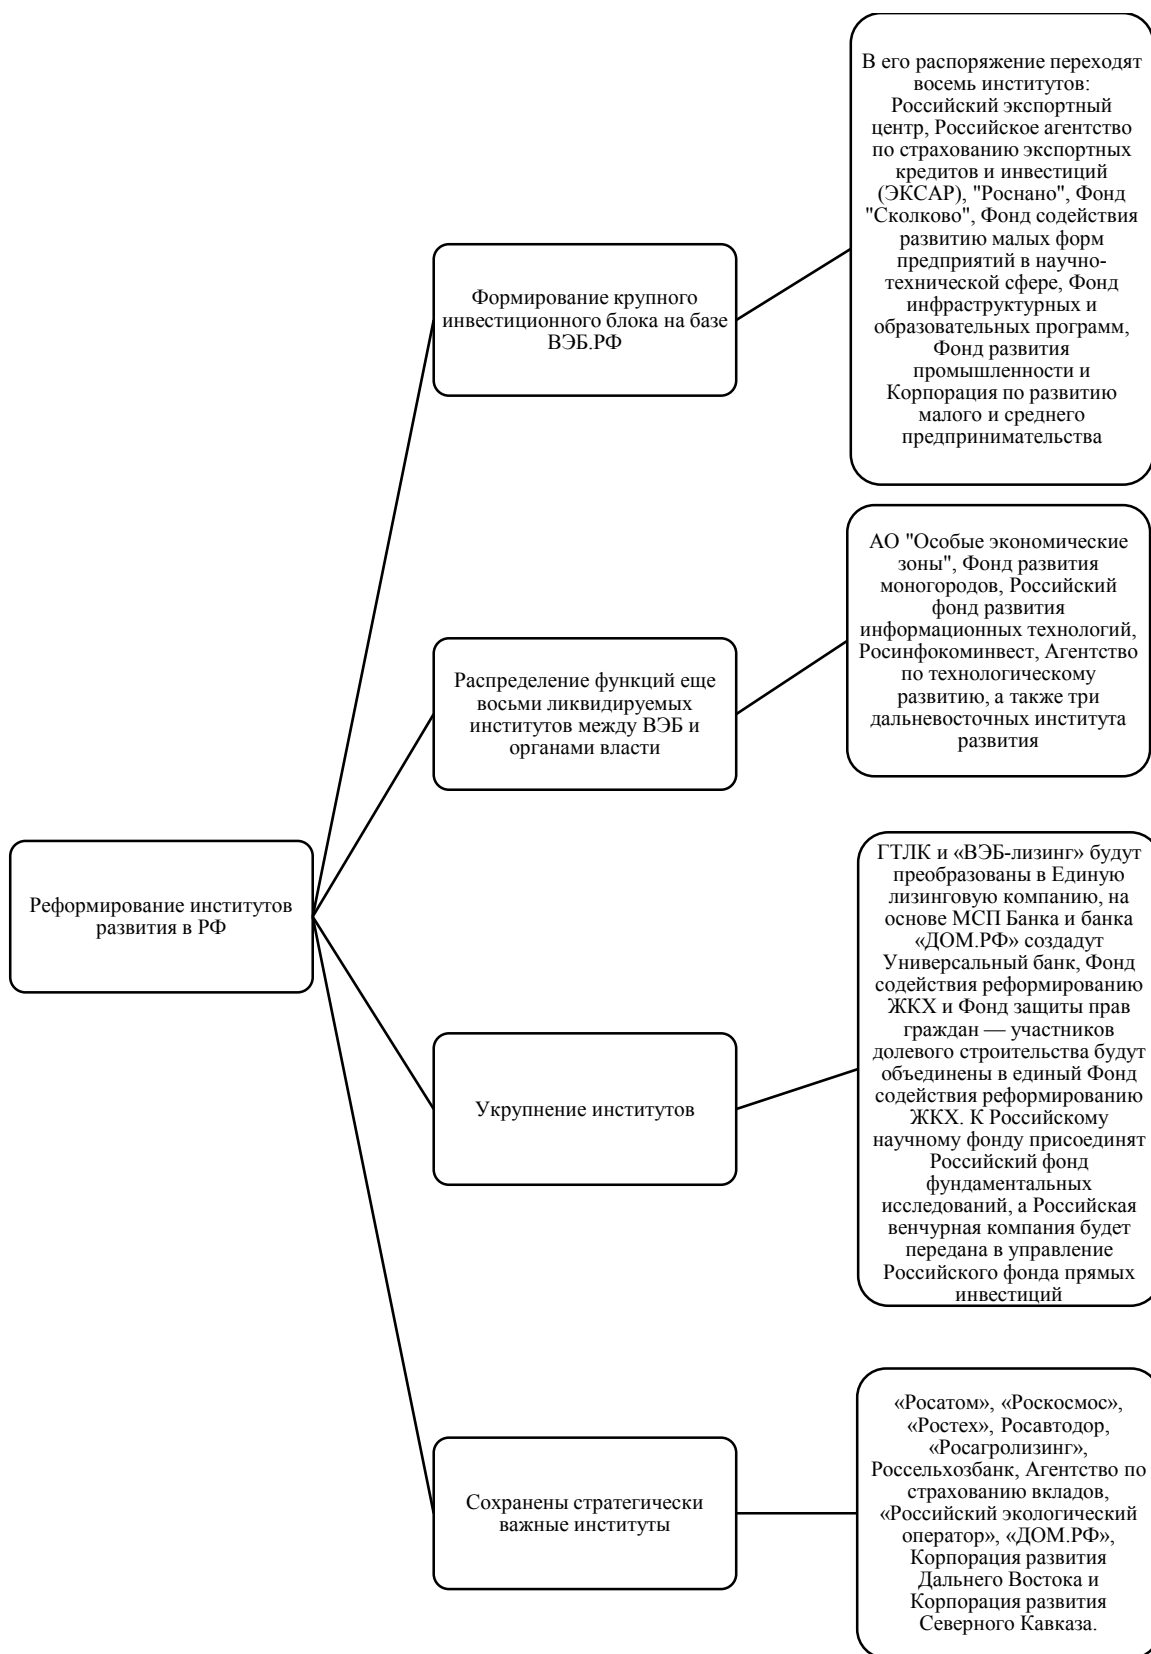 Реформирование институтов
развития в РФ
Формирование крупного
инвестиционного блока на базе
ВЭБ.РФ
В его распоряжение переходят
восемь институтов:
Российский экспортный
центр, Российское агентство
по страхованию экспортных
кредитов и инвестиций
(ЭКСАР), "Роснано", Фонд
"Сколково", Фонд содействия
развитию малых форм
предприятий в научно-
технической сфере, Фонд
инфраструктурных и
образовательных программ,
Фонд развития
промышленности и
Корпорация по развитию
малого и среднего
предпринимательства
Распределение функций еще
восьми ликвидируемых
институтов между ВЭБ и
органами власти
АО "Особые экономические
зоны", Фонд развития
моногородов, Российский
фонд развития
информационных технологий,
Росинфокоминвест, Агентство
по технологическому
развитию, а также три
дальневосточных института
развития
Укрупнение институтов
ГТЛК и «ВЭБ-лизинг» будут
преобразованы в Единую
лизинговую компанию, на
основе МСП Банка и банка
«ДОМ.РФ» создадут
Универсальный банк, Фонд
содействия реформированию
ЖКХ и Фонд защиты прав
граждан — участников
долевого строительства будут
объединены в единый Фонд
содействия реформированию
ЖКХ. К Российскому
научному фонду присоединят
Российский фонд
фундаментальных
исследований, а Российская
венчурная компания будет
передана в управление
Российского фонда прямых
инвестиций
Сохранены стратегически
важные институты
«Росатом», «Роскосмос»,
«Ростех», Росавтодор,
«Росагролизинг»,
Россельхозбанк, Агентство по
страхованию вкладов,
«Российский экологический
оператор», «ДОМ.РФ»,
Корпорация развития
Дальнего Востока и
Корпорация развития
Северного Кавказа.